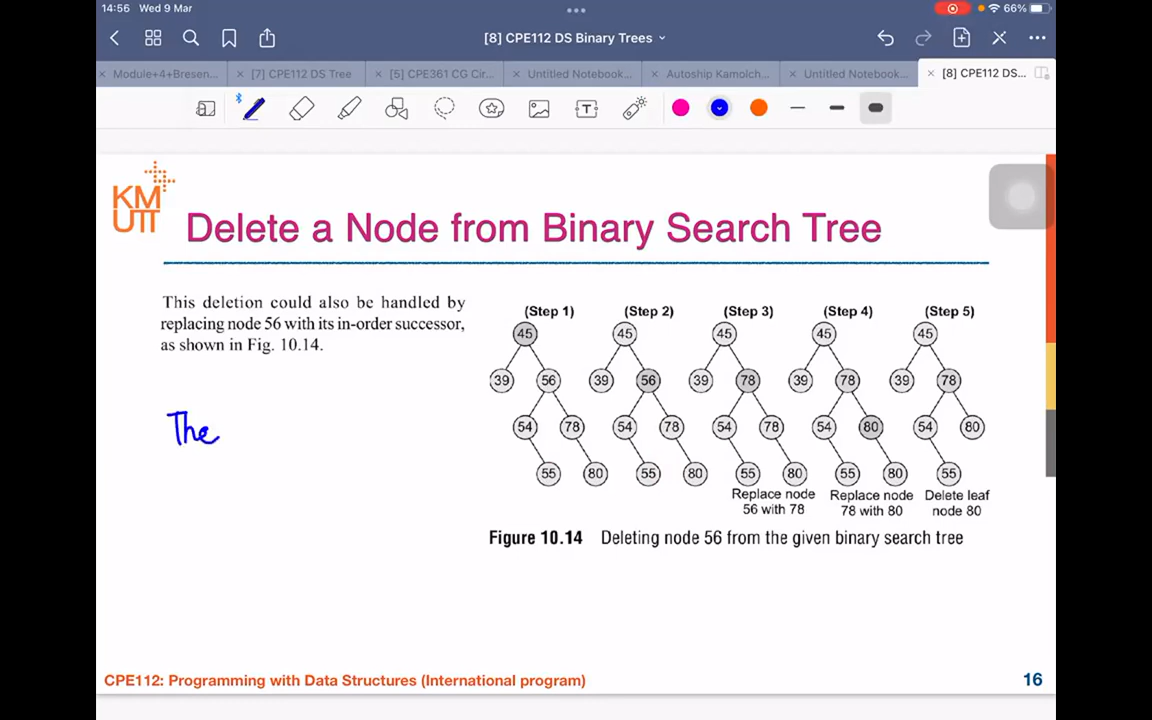 14:56 Wed 9 Mar
66%
[8] CPE112 DS Binary Trees
Module+4+Bresen...
[7] CPE112 DS Tree
[5] CPE361 CG Cir...
Untitled Notebook...
Autoship Kamolch...
Untitled Notebook...
[8] CPE112 DS...
T
KM
UTT
Delete a Node from Binary Search Tree
This deletion could also be handled by
replacing node 56 with its in-order successor,
as shown in Fig. 10.14.
The
(Step 1) (Step 2) (Step 3) (Step 4) (Step 5)
45 45 45 45 45
39 56 39 56 39 78 39 78 39 78
54 78 54 78 54 78 54 80 54 80
55 80 55 80 55 80 55 80 55
Replace node
56 with 78
Replace node
78 with 80
Delete leaf
node 80
Figure 10.14 Deleting node 56 from the given binary search tree
CPE112: Programming with Data Structures (International program)
16